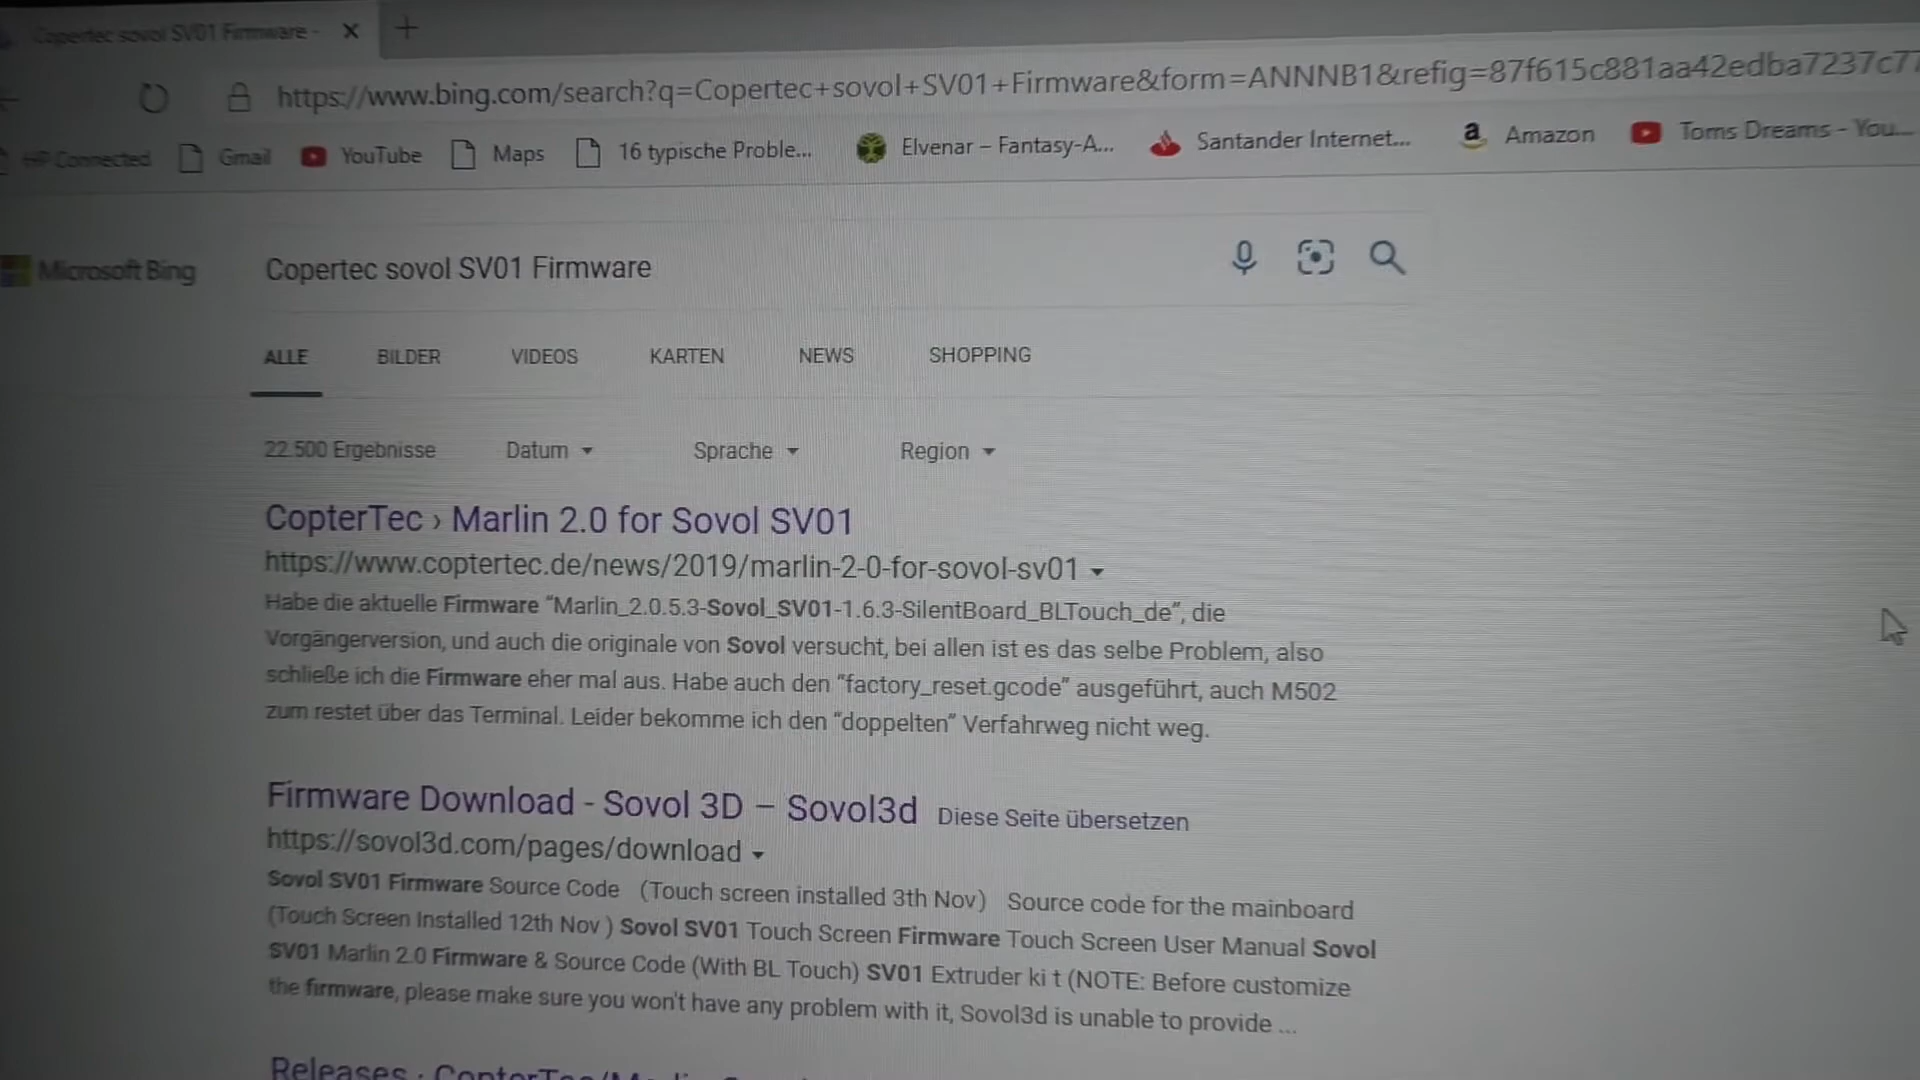 Copertec sovol SV01 Firmware -
https://www.bing.com/search?q=Copertec+sovol+SV01+Firmware&form=ANNNB1&refig=87f615c881aa42edba7237c77
HP Connected Gmail YouTube Maps 16 typische Proble... Elvenar – Fantasy-A... Santander Internet... Amazon Toms Dreams - You...
Microsoft Bing Copertec sovol SV01 Firmware
ALLE BILDER VIDEOS KARTEN NEWS SHOPPING
22.500 Ergebnisse Datum Sprache Region
CopterTec › Marlin 2.0 for Sovol SV01
https://www.coptertec.de/news/2019/marlin-2-0-for-sovol-sv01
Habe die aktuelle Firmware “Marlin_2.0.5.3-Sovol_SV01-1.6.3-SilentBoard_BLTouch_de”, die
Vorgängerversion, und auch die originale von Sovol versucht, bei allen ist es das selbe Problem, also
schließe ich die Firmware eher mal aus. Habe auch den “factory_reset.gcode” ausgeführt, auch M502
zum restet über das Terminal. Leider bekomme ich den “doppelten” Verfahrweg nicht weg.
Firmware Download - Sovol 3D – Sovol3d Diese Seite übersetzen
https://sovol3d.com/pages/download
Sovol SV01 Firmware Source Code (Touch screen installed 3th Nov) Source code for the mainboard
(Touch Screen Installed 12th Nov ) Sovol SV01 Touch Screen Firmware Touch Screen User Manual Sovol
SV01 Marlin 2.0 Firmware & Source Code (With BL Touch) SV01 Extruder ki t (NOTE: Before customize
the firmware, please make sure you won't have any problem with it, Sovol3d is unable to provide ...
Releases · CopterTec/